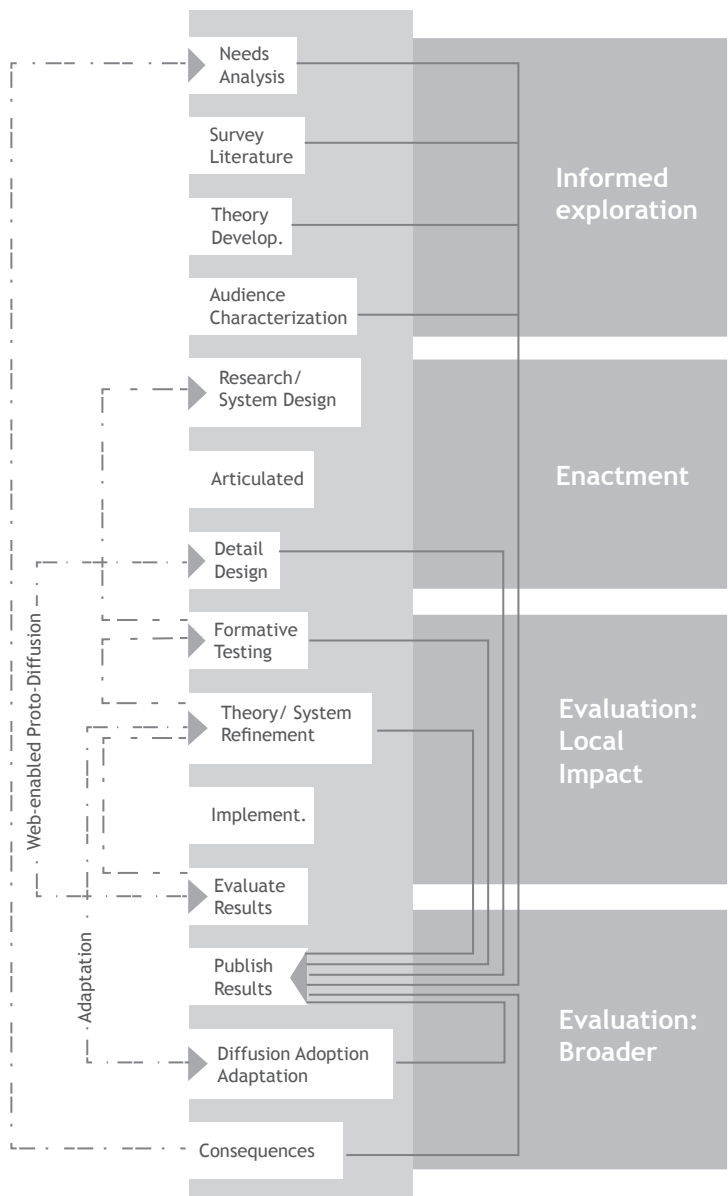 Needs
Analysis
Survey
Literature
Theory
Develop.
Audience
Characterization
Informed
exploration
Research/
System Design
Articulated
Detail
Design
Enactment
Formative
Testing
Theory/ System
Refinement
Implement.
Evaluation:
Local
Impact
Evaluate
Results
Publish
Results
Diffusion Adoption
Adaptation
Consequences
Evaluation:
Broader
Web-enabled Proto-Diffusion
Adaptation